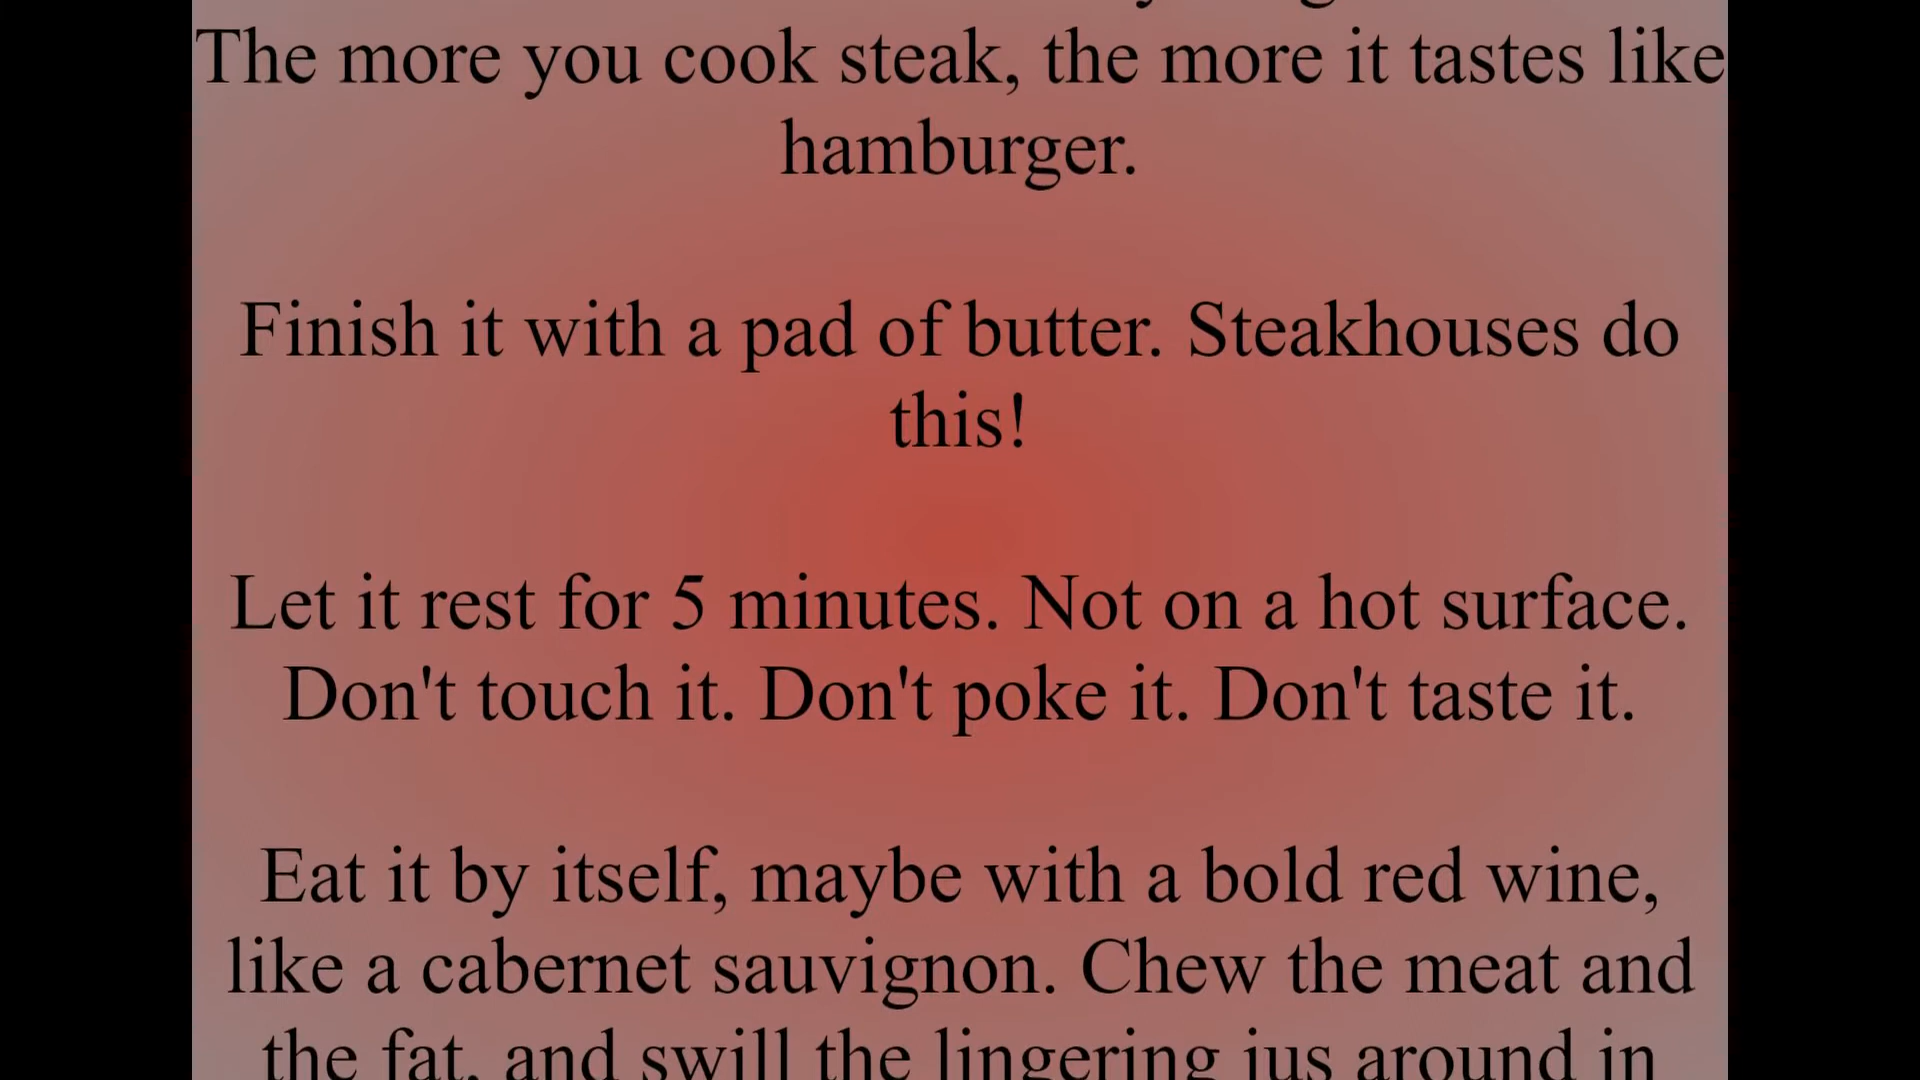 The more you cook steak, the more it tastes like
hamburger.
Finish it with a pad of butter. Steakhouses do
this!
Let it rest for 5 minutes. Not on a hot surface.
Don't touch it. Don't poke it. Don't taste it.
Eat it by itself, maybe with a bold red wine,
like a cabernet sauvignon. Chew the meat and
the fat, and swill the lingering jus around in